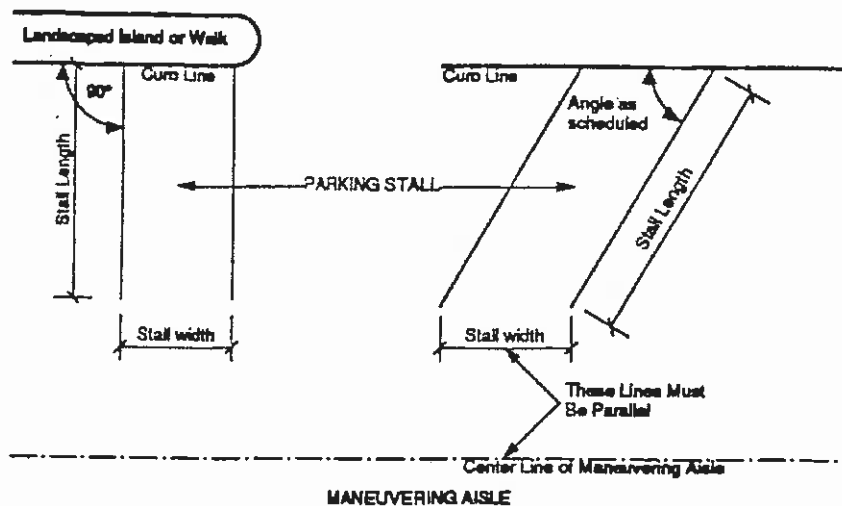 Landscaped Island or Walk
Curb Line
90°
Stall Length
Stall width
PARKING STALL
Curb Line
Angle as
scheduled
Stall Length
Stall width
These Lines Must
Be Parallel
Center Line of Maneuvering Aisle
MANEUVERING AISLE